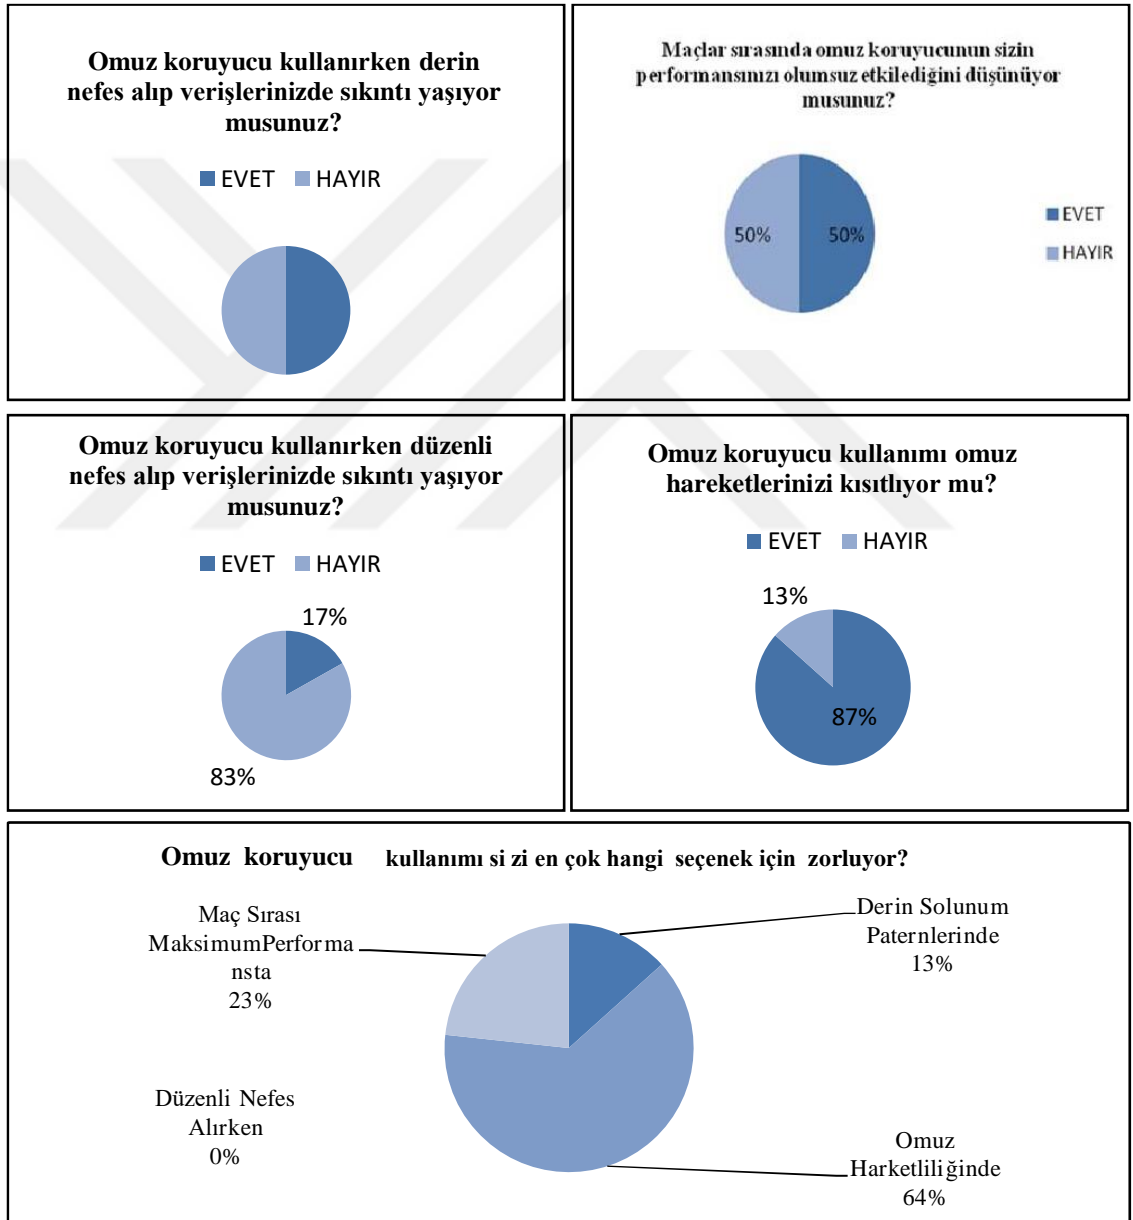 Omuz koruyucu kullanırken derin
nefes alıp verişlerinizde sıkıntı yaşıyor
musunuz?
EVET HAYIR
Maçlar sırasında omuz koruyucunun sizin
performansınızı olumsuz etkilediğini düşünüyor
musunuz?
50% 50%
EVET
HAYIR
Omuz koruyucu kullanırken düzenli
nefes alıp verişlerinizde sıkıntı yaşıyor
musunuz?
EVET HAYIR
17%
83%
Omuz koruyucu kullanımı omuz
hareketlerinizi kısıtlıyor mu?
EVET HAYIR
13%
87%
Omuz koruyucu kullanımı si zi en çok hangi seçenek için zorluyor?
Maç Sırası
MaksimumPerforma
nsta
23%
Derin Solunum
Paternlerinde
13%
Düzenli Nefes
Alırken
0%
Omuz
Harketliliğinde
64%